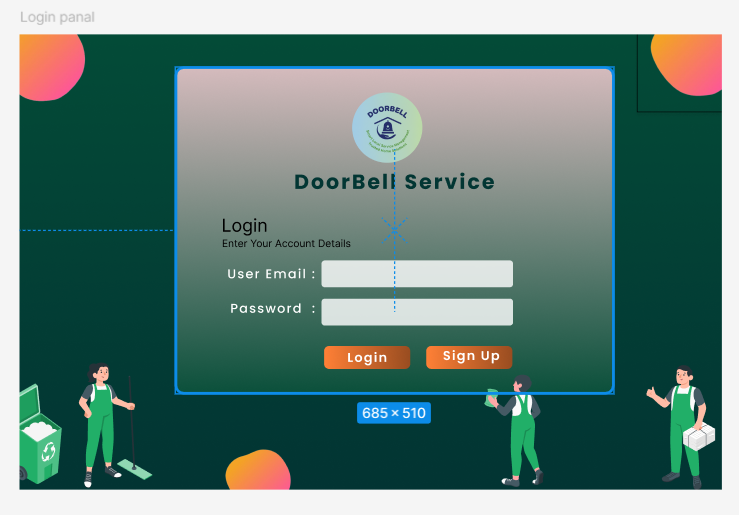 Login panal
DOORBELL
DoorBell Service
Login
Enter Your Account Details
User Email :
Password :
Login
Sign Up
685 × 510